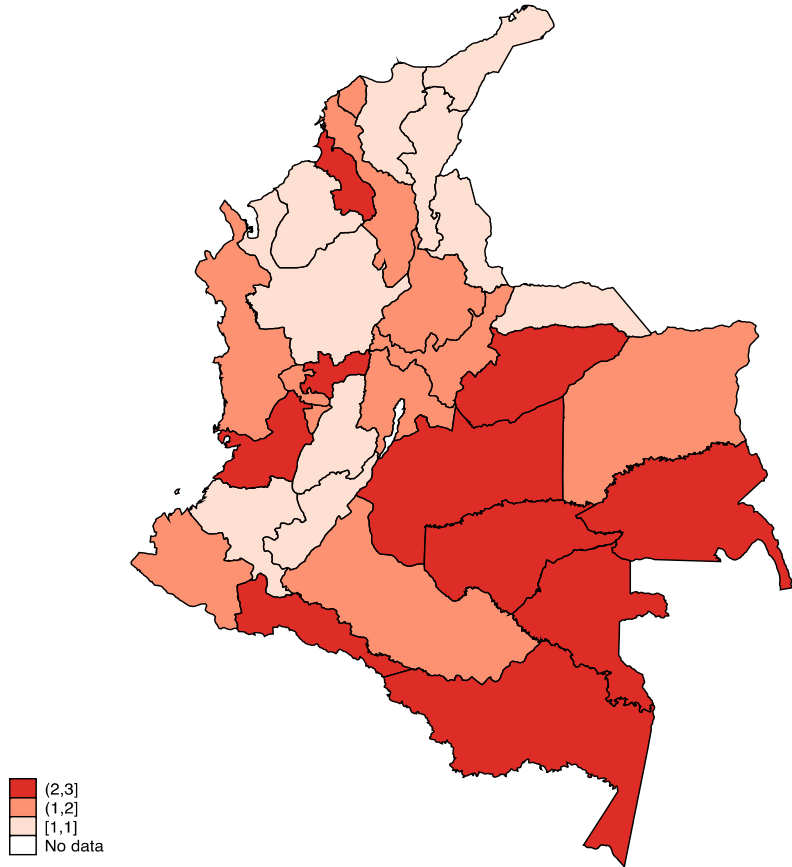 (2,3]
(1,2]
[1,1]
No data